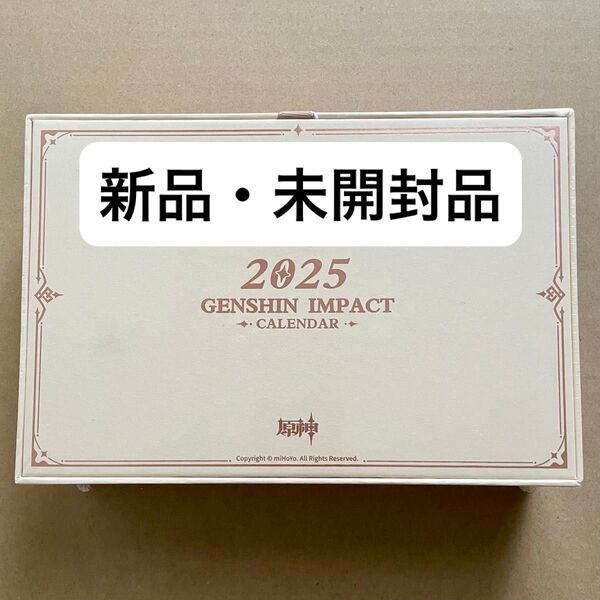 新品・未開封品
2025
GENSHIN IMPACT
CALENDAR
原神
Copyright © miHoYo. All Rights Reserved.